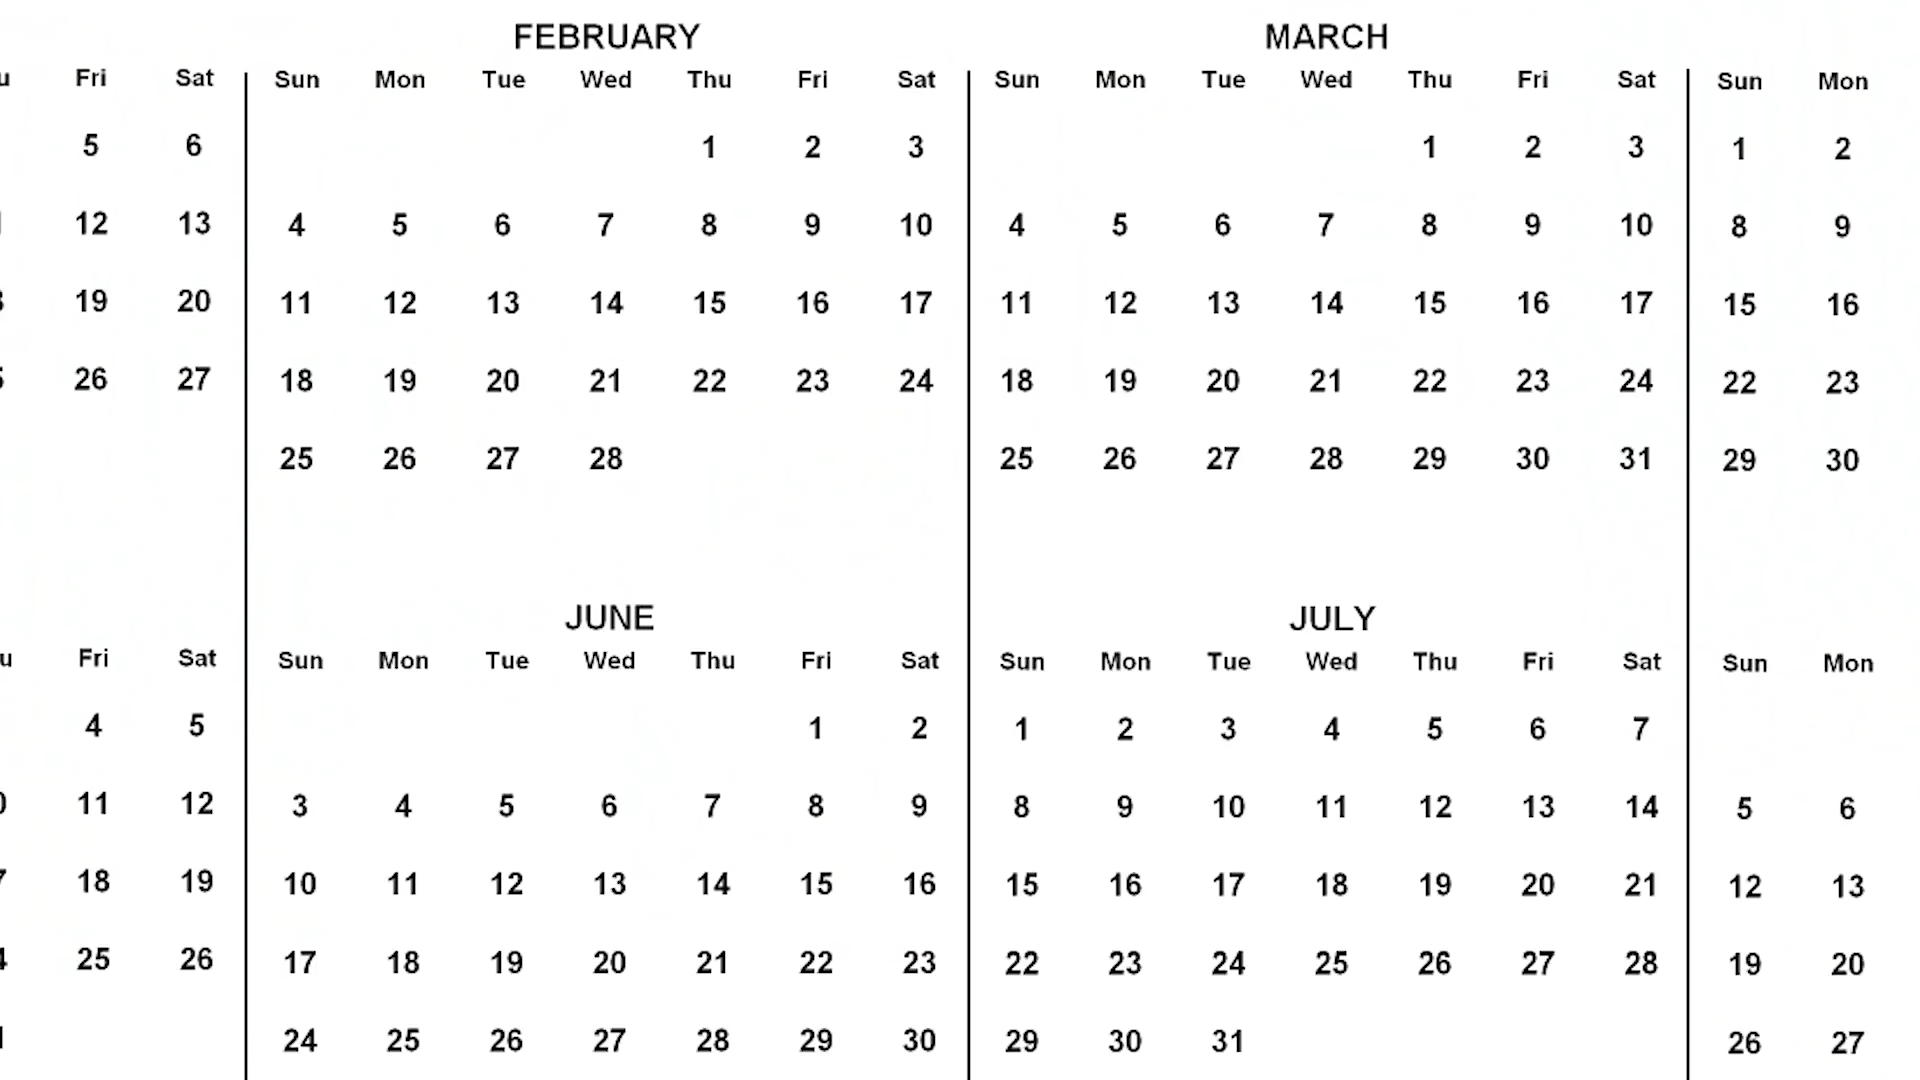 FEBRUARY MARCH
Fri Sat Sun Mon Tue Wed Thu Fri Sat Sun Mon Tue Wed Thu Fri Sat Sun Mon
5 6 1 2 3 1 2 3 1 2
12 13 4 5 6 7 8 9 10 4 5 6 7 8 9 10 8 9
19 20 11 12 13 14 15 16 17 11 12 13 14 15 16 17 15 16
26 27 18 19 20 21 22 23 24 18 19 20 21 22 23 24 22 23
25 26 27 28 25 26 27 28 29 30 31 29 30
JUNE JULY
Fri Sat Sun Mon Tue Wed Thu Fri Sat Sun Mon Tue Wed Thu Fri Sat Sun Mon
4 5 1 2 1 2 3 4 5 6 7
11 12 3 4 5 6 7 8 9 8 9 10 11 12 13 14 5 6
18 19 10 11 12 13 14 15 16 15 16 17 18 19 20 21 12 13
25 26 17 18 19 20 21 22 23 22 23 24 25 26 27 28 19 20
24 25 26 27 28 29 30 29 30 31 26 27